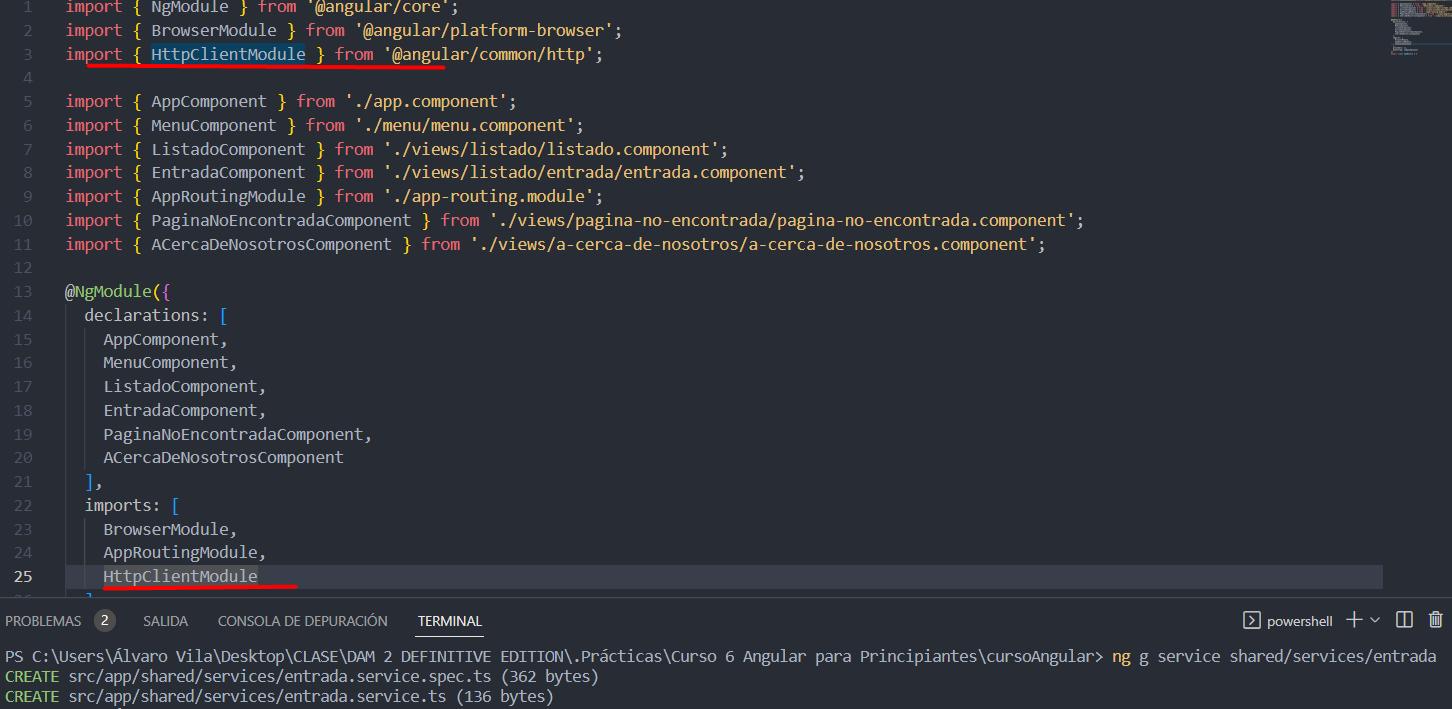 1 import { NgModule } from '@angular/core';
2 import { BrowserModule } from '@angular/platform-browser';
3 import { HttpClientModule } from '@angular/common/http';
4
5 import { AppComponent } from './app.component';
6 import { MenuComponent } from './menu/menu.component';
7 import { ListadoComponent } from './views/listado/listado.component';
8 import { EntradaComponent } from './views/listado/entrada/entrada.component';
9 import { AppRoutingModule } from './app-routing.module';
10 import { PaginaNoEncontradaComponent } from './views/pagina-no-encontrada/pagina-no-encontrada.component';
11 import { ACercaDeNosotrosComponent } from './views/a-cerca-de-nosotros/a-cerca-de-nosotros.component';
12
13 @NgModule({
14 declarations: [
15 AppComponent,
16 MenuComponent,
17 ListadoComponent,
18 EntradaComponent,
19 PaginaNoEncontradaComponent,
20 ACercaDeNosotrosComponent
21 ],
22 imports: [
23 BrowserModule,
24 AppRoutingModule,
25 HttpClientModule
PROBLEMAS 2 SALIDA CONSOLA DE DEPURACIÓN TERMINAL powershell
PS C:\Users\Álvaro Vila\Desktop\CLASE\DAM 2 DEFINITIVE EDITION\.Prácticas\Curso 6 Angular para Principiantes\cursoAngular> ng g service shared/services/entrada
CREATE src/app/shared/services/entrada.service.spec.ts (362 bytes)
CREATE src/app/shared/services/entrada.service.ts (136 bytes)